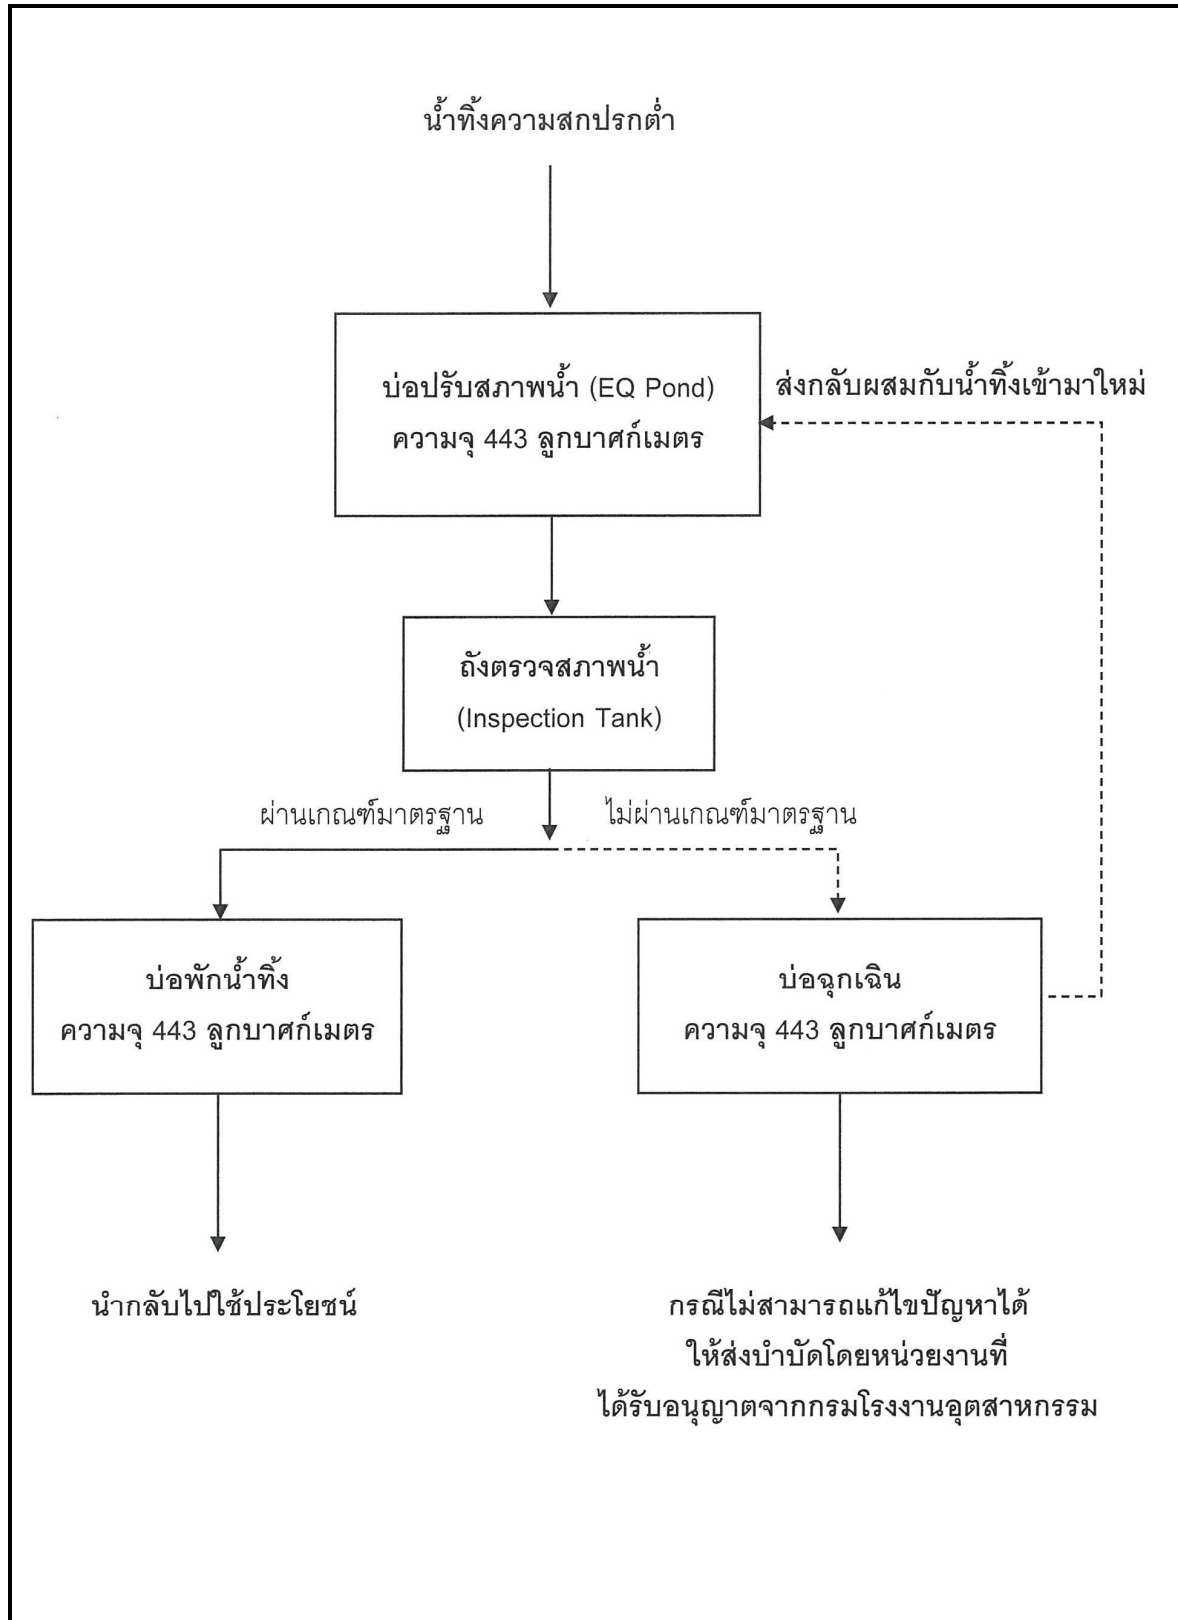 น้ำทิ้งความสกปรกต่ำ
บ่อปรับสภาพน้ำ (EQ Pond)
ความจุ 443 ลูกบาศก์เมตร
ส่งกลับผสมกับน้ำทิ้งเข้ามาใหม่
ถังตรวจสภาพน้ำ
(Inspection Tank)
ผ่านเกณฑ์มาตรฐาน
ไม่ผ่านเกณฑ์มาตรฐาน
บ่อพักน้ำทิ้ง
ความจุ 443 ลูกบาศก์เมตร
บ่อฉุกเฉิน
ความจุ 443 ลูกบาศก์เมตร
นำกลับไปใช้ประโยชน์
กรณีไม่สามารถแก้ไขปัญหาได้
ให้ส่งบำบัดโดยหน่วยงานที่
ได้รับอนุญาตจากกรมโรงงานอุตสาหกรรม